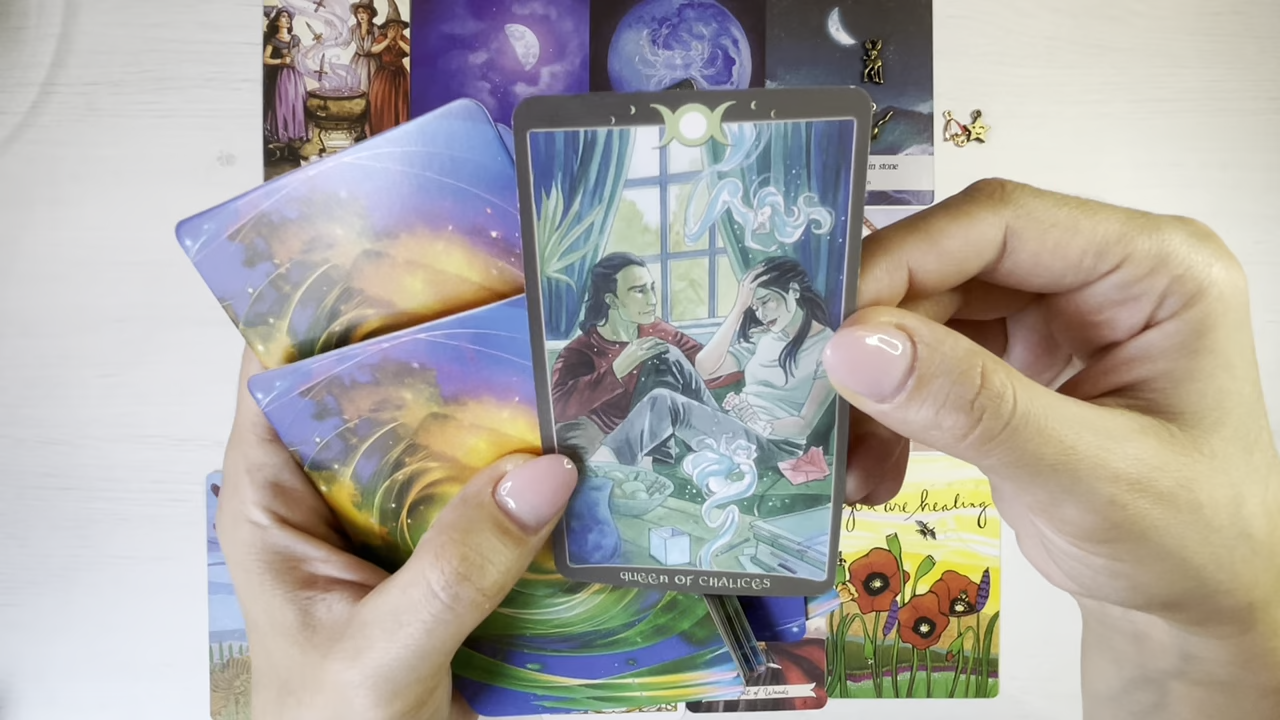 in stone
you are healing
QUEEN OF CHALICES
of Wands